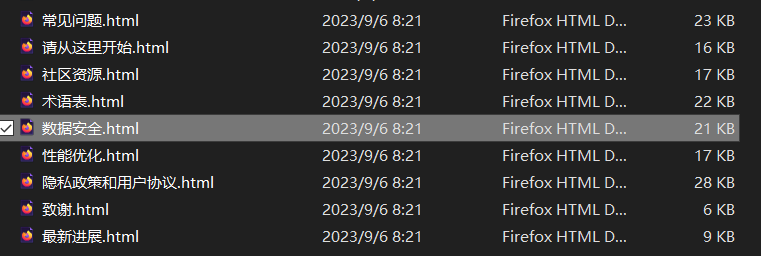 常见问题.html 2023/9/6 8:21 Firefox HTML D... 23 KB
请从这里开始.html 2023/9/6 8:21 Firefox HTML D... 16 KB
社区资源.html 2023/9/6 8:21 Firefox HTML D... 17 KB
术语表.html 2023/9/6 8:21 Firefox HTML D... 22 KB
数据安全.html 2023/9/6 8:21 Firefox HTML D... 21 KB
性能优化.html 2023/9/6 8:21 Firefox HTML D... 17 KB
隐私政策和用户协议.html 2023/9/6 8:21 Firefox HTML D... 28 KB
致谢.html 2023/9/6 8:21 Firefox HTML D... 6 KB
最新进展.html 2023/9/6 8:21 Firefox HTML D... 9 KB